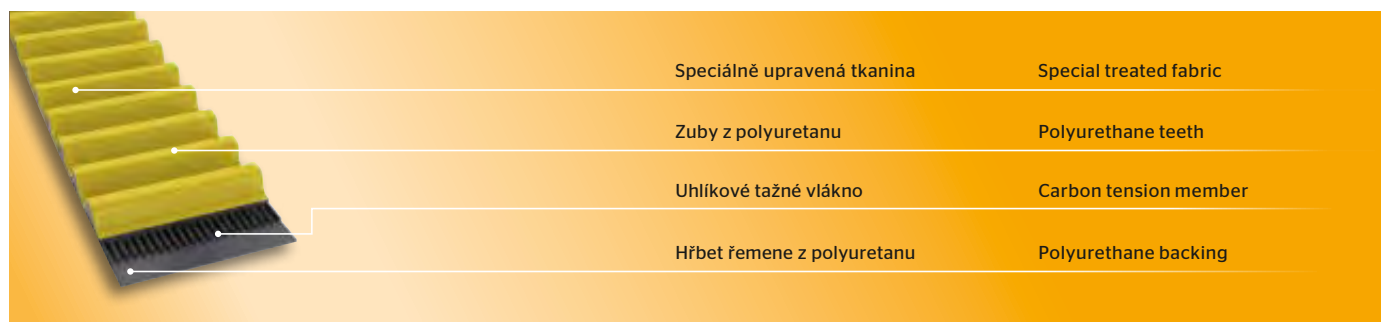 Speciálně upravená tkanina Special treated fabric
Zuby z polyuretanu Polyurethane teeth
Uhlíkové tažné vlákno Carbon tension member
Hřbet řemene z polyuretanu Polyurethane backing